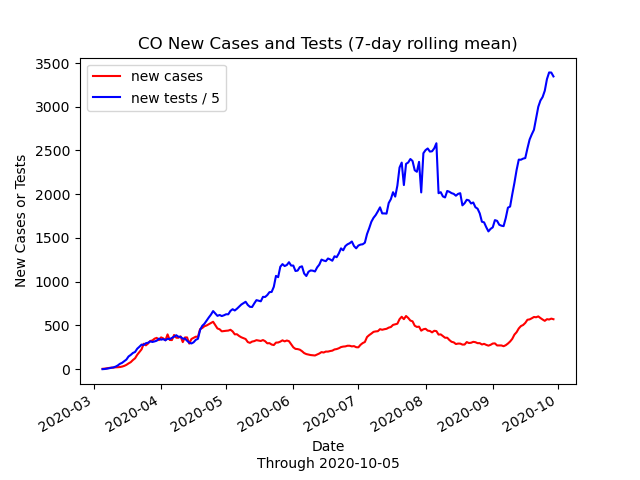 CO New Cases and Tests (7-day rolling mean)
new cases
new tests / 5
3500
3000
2500
2000
1500
1000
500
0
New Cases or Tests
2020-03
2020-04
2020-05
2020-06
2020-07
2020-08
2020-09
2020-10
Date
Through 2020-10-05